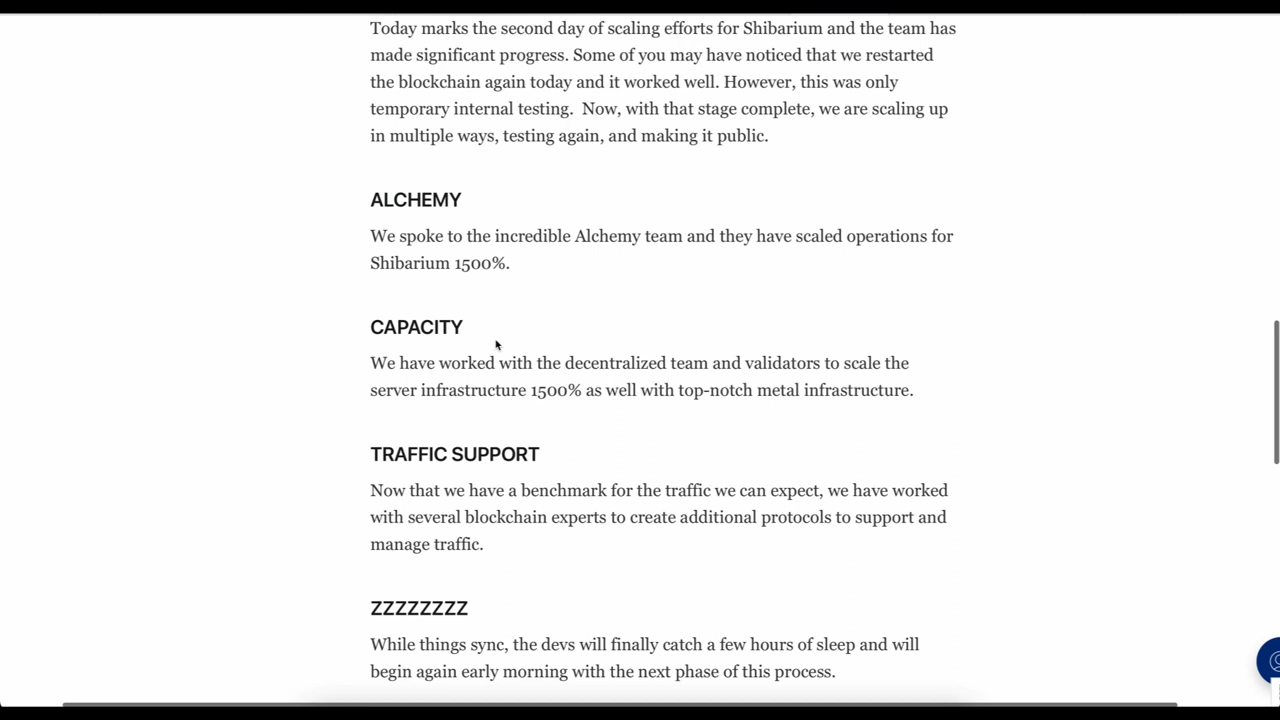 Today marks the second day of scaling efforts for Shibarium and the team has
made significant progress. Some of you may have noticed that we restarted
the blockchain again today and it worked well. However, this was only
temporary internal testing.  Now, with that stage complete, we are scaling up
in multiple ways, testing again, and making it public.
ALCHEMY
We spoke to the incredible Alchemy team and they have scaled operations for
Shibarium 1500%.
CAPACITY
We have worked with the decentralized team and validators to scale the
server infrastructure 1500% as well with top-notch metal infrastructure.
TRAFFIC SUPPORT
Now that we have a benchmark for the traffic we can expect, we have worked
with several blockchain experts to create additional protocols to support and
manage traffic.
ZZZZZZZZ
While things sync, the devs will finally catch a few hours of sleep and will
begin again early morning with the next phase of this process.